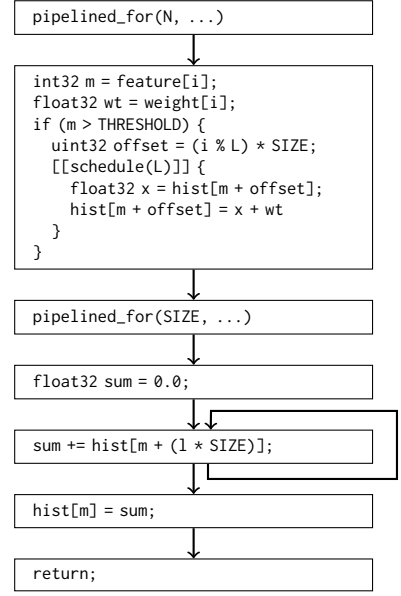 pipelined_for(N, ...)
int32 m = feature[i];
float32 wt = weight[i];
if (m > THRESHOLD) {
uint32 offset = (i % L) * SIZE;
[[schedule(L)]] {
float32 x = hist[m + offset];
hist[m + offset] = x + wt
}
}
pipelined_for(SIZE, ...)
float32 sum = 0.0;
sum += hist[m + (l * SIZE)];
hist[m] = sum;
return;